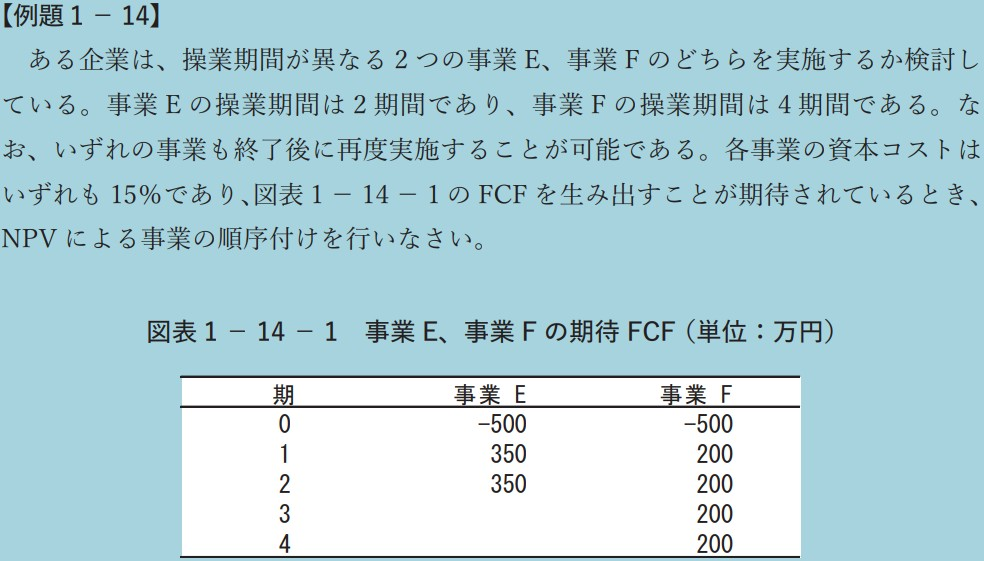 【例題1－14】
ある企業は、操業期間が異なる2つの事業E、事業Fのどちらを実施するか検討し
ている。事業Eの操業期間は2期間であり、事業Fの操業期間は4期間である。な
お、いずれの事業も終了後に再度実施することが可能である。各事業の資本コストは
いずれも15％であり、図表1－14－1のFCFを生み出すことが期待されているとき、
NPVによる事業の順序付けを行いなさい。
図表1－14－1　事業E、事業Fの期待FCF（単位：万円）
期 事業 E 事業 F
0 −500 −500
1 350 200
2 350 200
3 200
4 200